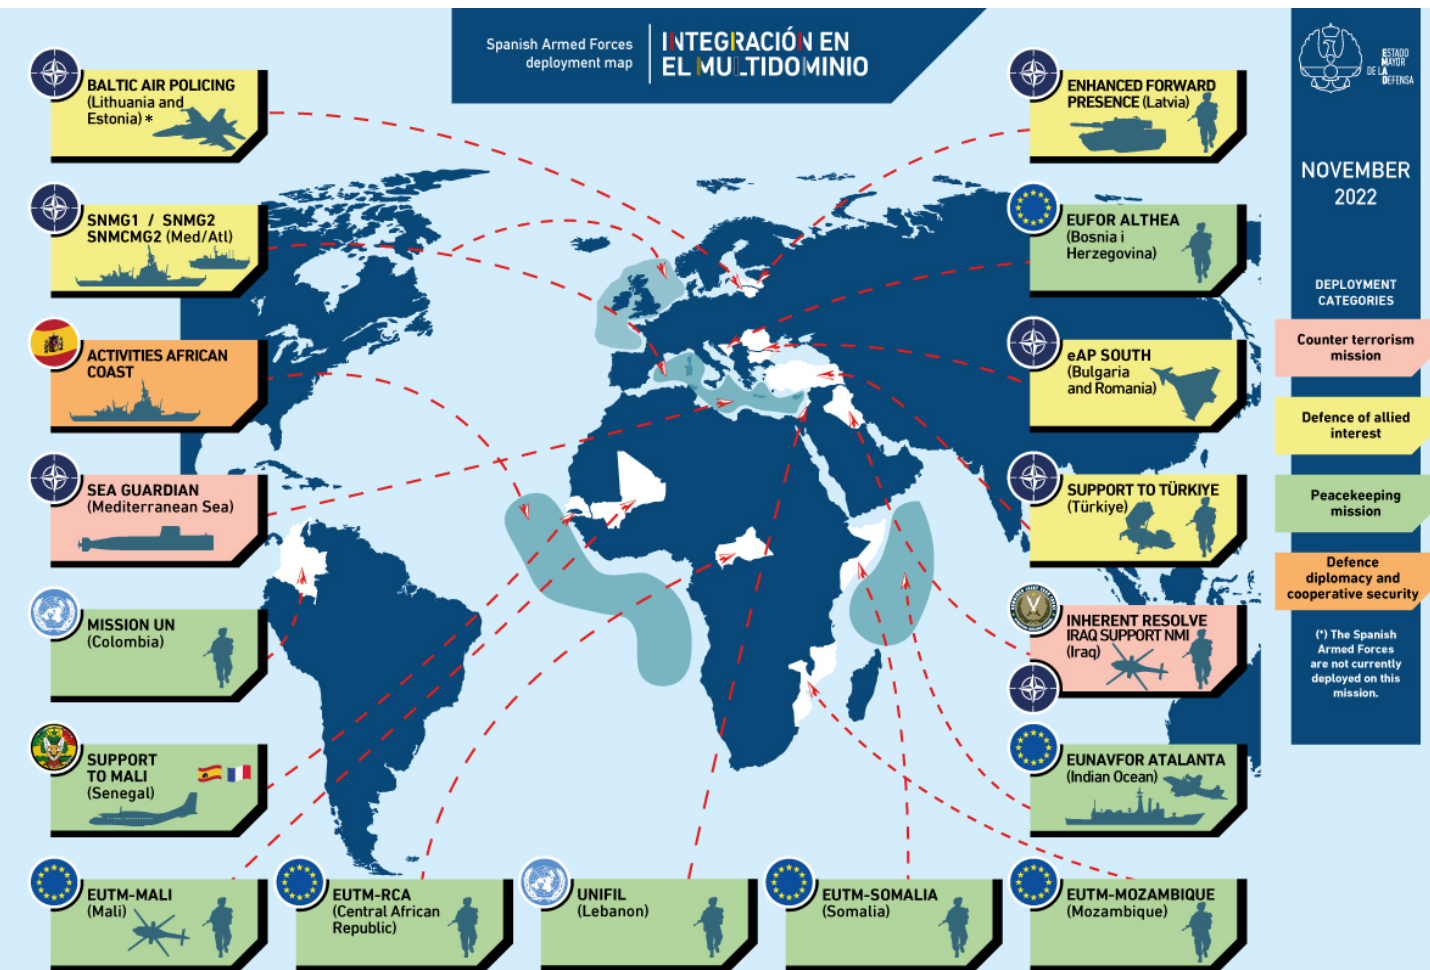 Spanish Armed Forces
deployment map
INTEGRACIÓN EN
EL MULTIDOMINIO
ESTADO
MAYOR
DE LA
DEFENSA
NOVEMBER
2022
DEPLOYMENT
CATEGORIES
Counter terrorism
mission
Defence of allied
interest
Peacekeeping
mission
Defence
diplomacy and
cooperative security
(*) The Spanish
Armed Forces
are not currently
deployed on this
mission.
BALTIC AIR POLICING
(Lithuania and
Estonia) *
SNMG1 / SNMG2
SNMCMG2 (Med/Atl)
ACTIVITIES AFRICAN
COAST
SEA GUARDIAN
(Mediterranean Sea)
MISSION UN
(Colombia)
SUPPORT
TO MALI
(Senegal)
EUTM-MALI
(Mali)
EUTM-RCA
(Central African
Republic)
UNIFIL
(Lebanon)
EUTM-SOMALIA
(Somalia)
EUTM-MOZAMBIQUE
(Mozambique)
ENHANCED FORWARD
PRESENCE (Latvia)
EUFOR ALTHEA
(Bosnia i
Herzegovina)
eAP SOUTH
(Bulgaria
and Romania)
SUPPORT TO TÜRKIYE
(Türkiye)
INHERENT RESOLVE
IRAQ SUPPORT NMI
(Iraq)
EUNAVFOR ATALANTA
(Indian Ocean)